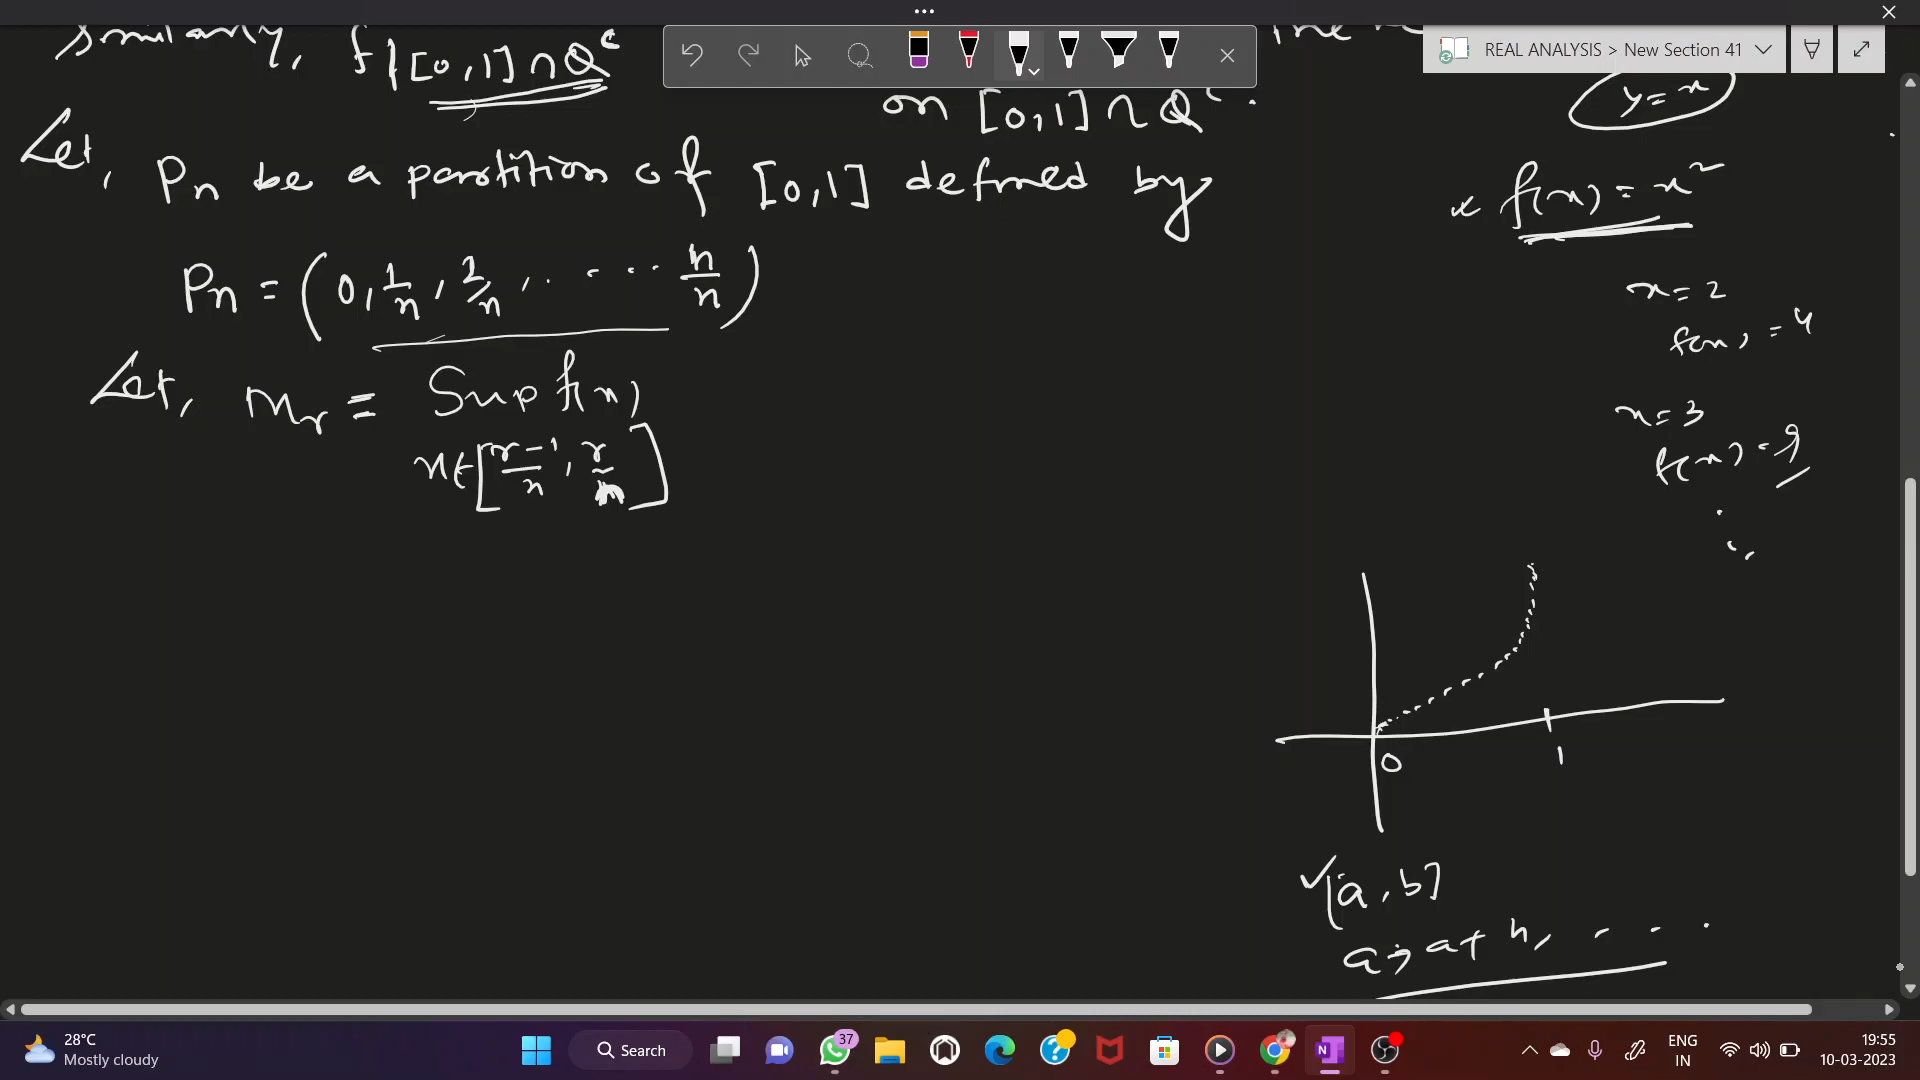 Similarly, f|[0,1]∩Q^c
on [0,1]∩Q^c.
Let, Pn be a partition of [0,1] defined by
Pn = (0, 1/n, 2/n, ..... n/n)
Let, Mr = Sup f(x)
x∈[r-1/n, r/n]
y=x
* f(x) = x²
x=2
f(x) = 4
x=3
f(x) = 9
0
1
✓[a,b]
a, a+h, ....
REAL ANALYSIS > New Section 41
28°C
Mostly cloudy
Search
37
ENG
IN
19:55
10-03-2023